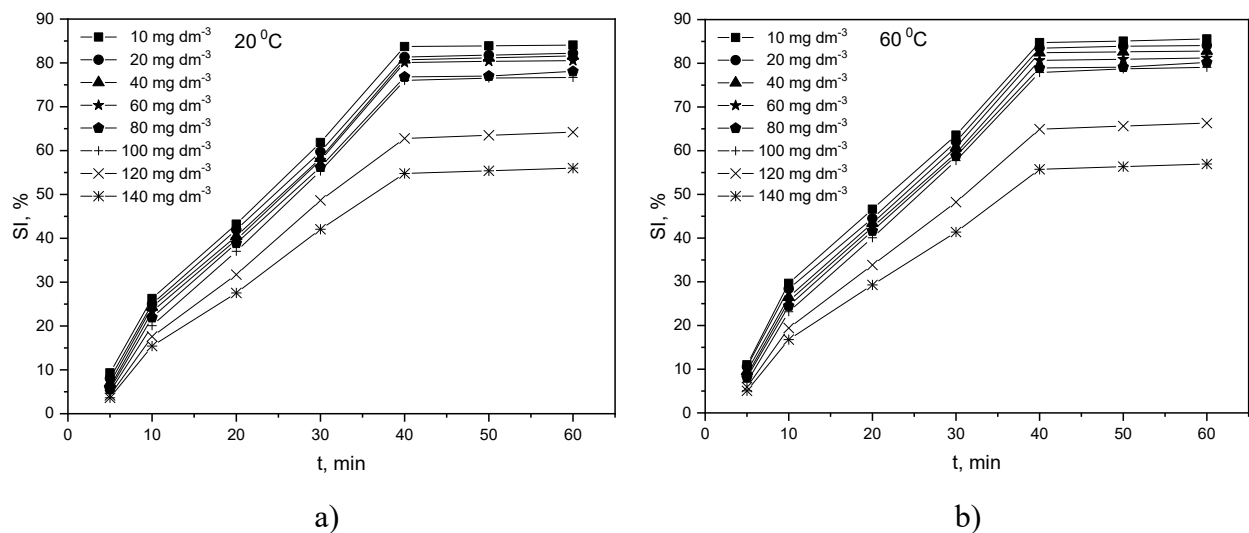 90
80
70
60
50
40
30
20
10
0
SI, %
10 mg dm-3
20 mg dm-3
40 mg dm-3
60 mg dm-3
80 mg dm-3
100 mg dm-3
120 mg dm-3
140 mg dm-3
20 ⁰C
0 10 20 30 40 50 60
t, min
a)
90
80
70
60
50
40
30
20
10
0
SI, %
10 mg dm-3
20 mg dm-3
40 mg dm-3
60 mg dm-3
80 mg dm-3
100 mg dm-3
120 mg dm-3
140 mg dm-3
60 ⁰C
0 10 20 30 40 50 60
t, min
b)